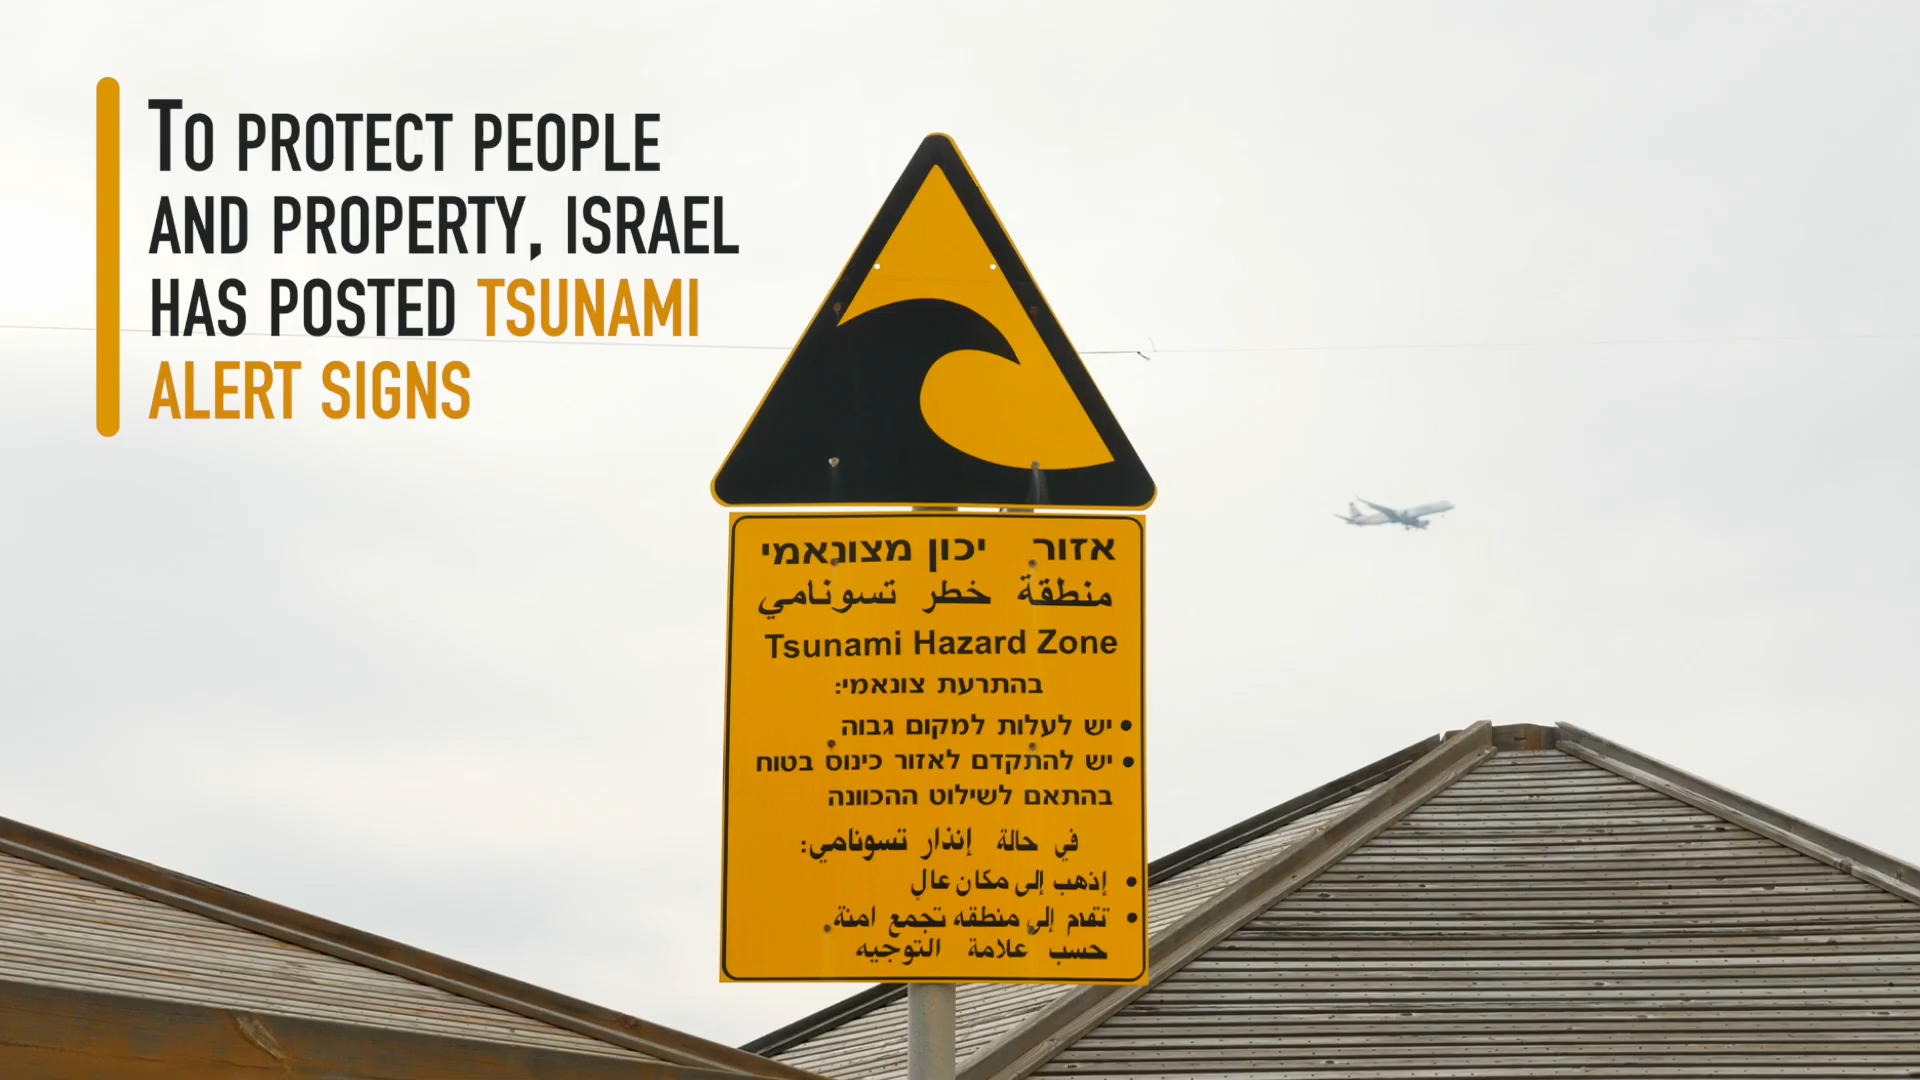 To protect people
and property, Israel
has posted tsunami
alert signs
אזור יכון מצונאמי
منطقة خطر تسونامي
Tsunami Hazard Zone
בהתרעת צונאמי:
• יש לעלות למקום גבוה
• יש להתקדם לאזור כינוס בטוח
בהתאם לשילוט ההכוונה
في حالة إنذار تسونامي:
• إذهب إلى مكان عالٍ
• تقدم إلى منطقه تجمع امنة
حسب علامة التوجيه